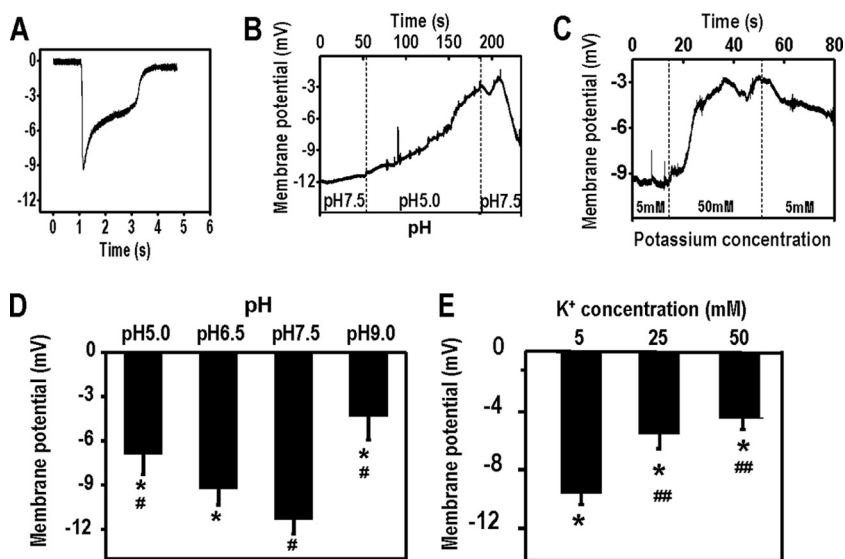 A
Membrane potential (mV)
0
-3
-6
-9
-12
0 1 2 3 4 5 6
Time (s)
B
Time (s)
0 50 100 150 200
Membrane potential (mV)
-3
-6
-9
-12
pH7.5 pH5.0 pH7.5
pH
C
Time (s)
0 20 40 60 80
Membrane potential (mV)
-3
-6
-9
5mM 50mM 5mM
Potassium concentration
D
pH
pH5.0 pH6.5 pH7.5 pH9.0
Membrane potential (mV)
0
-3
-6
-9
-12
*
#
*
#
*
#
E
K⁺ concentration (mM)
5 25 50
Membrane potential (mV)
0
-4
-8
-12
*
*
##
*
##